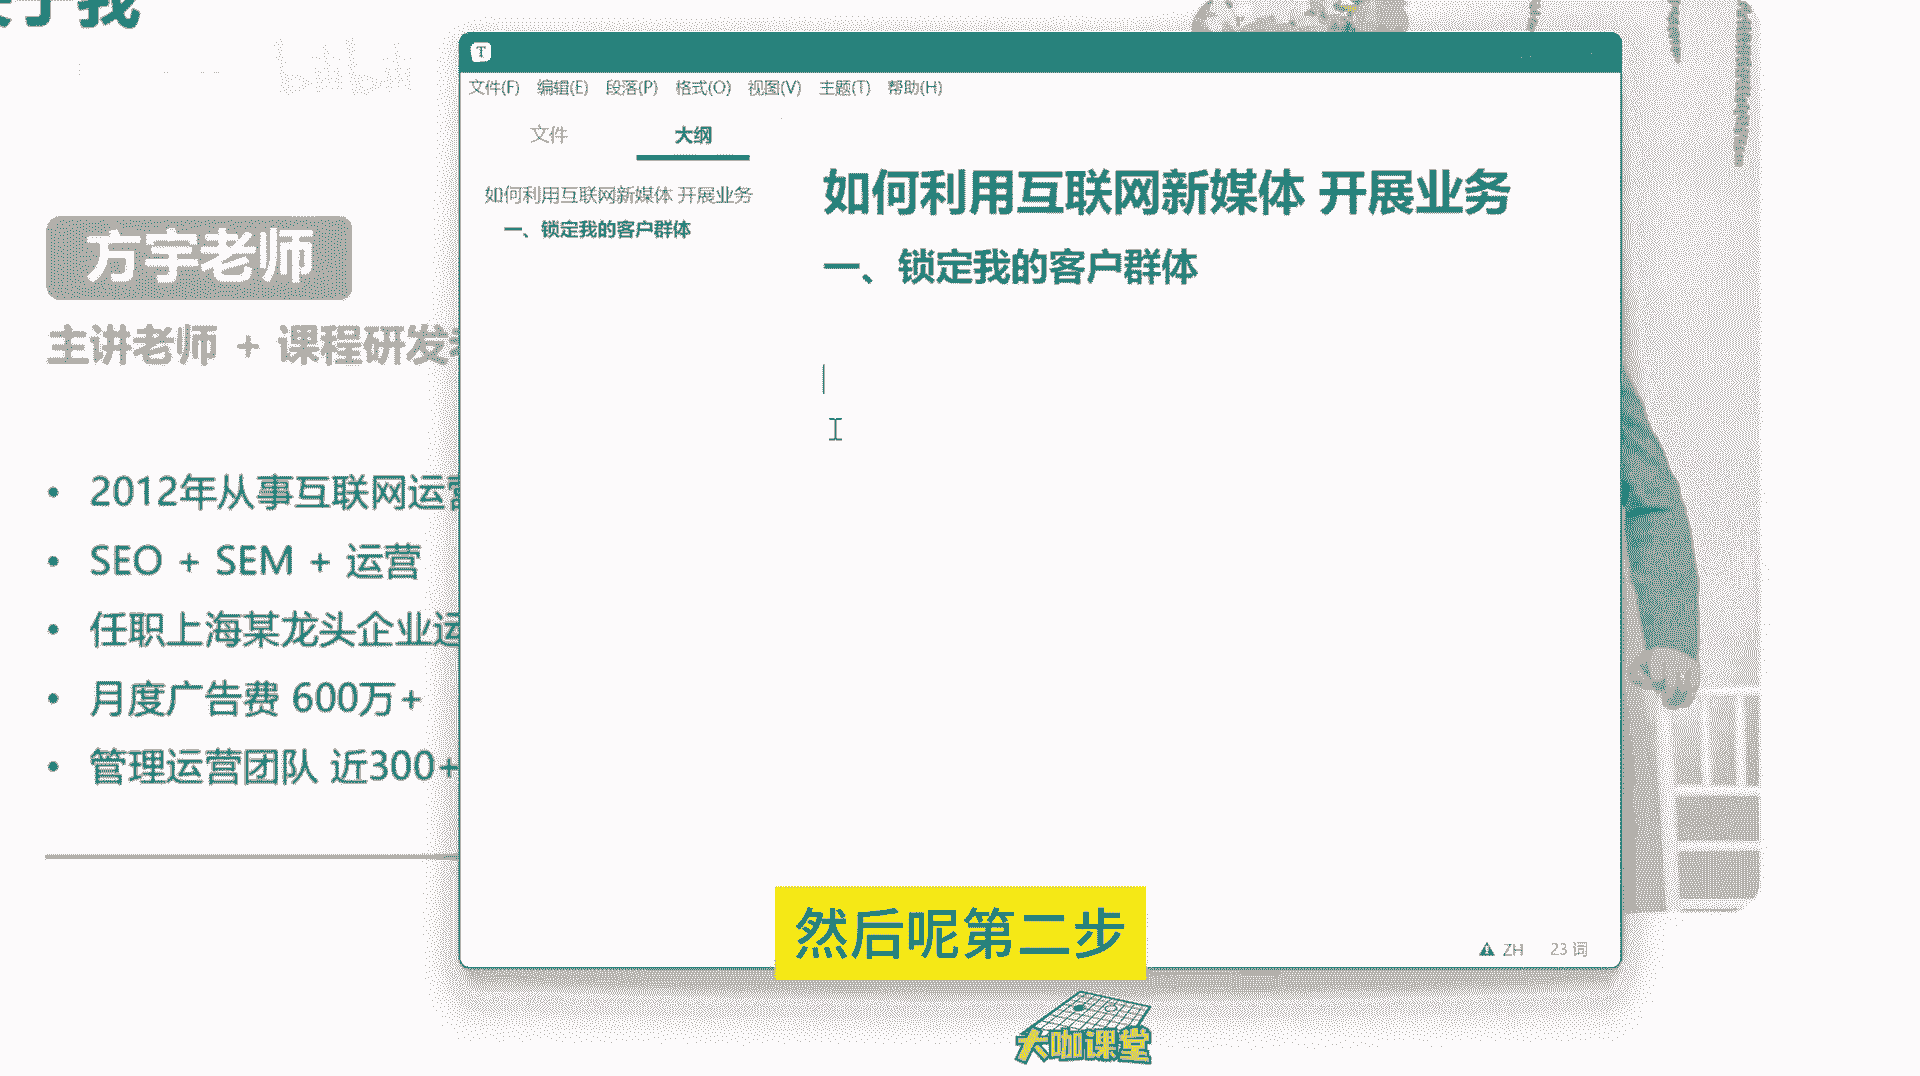 于我
方宇老师
主讲老师 + 课程研发
2012年从事互联网运营
SEO + SEM + 运营
任职上海某龙头企业运
月度广告费 600万+
管理运营团队 近300+
T
文件(F) 编辑(E) 段落(P) 格式(O) 视图(V) 主题(T) 帮助(H)
文件 大纲
如何利用互联网新媒体 开展业务
一、锁定我的客户群体
如何利用互联网新媒体 开展业务
一、锁定我的客户群体
ZH 23 词
然后呢第二步
大咖课堂